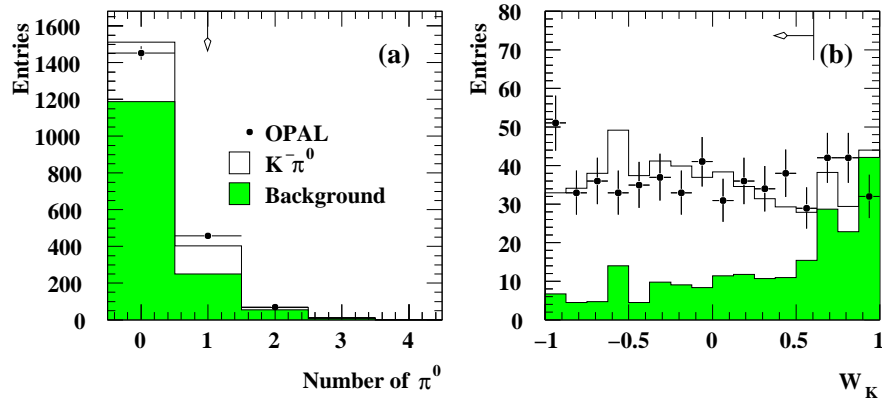 Entries
1600
1400
1200
1000
800
600
400
200
0
(a)
OPAL
K⁻π⁰
Background
0 1 2 3 4
Number of π⁰
Entries
80
70
60
50
40
30
20
10
0
(b)
−1 −0.5 0 0.5 1
W_K